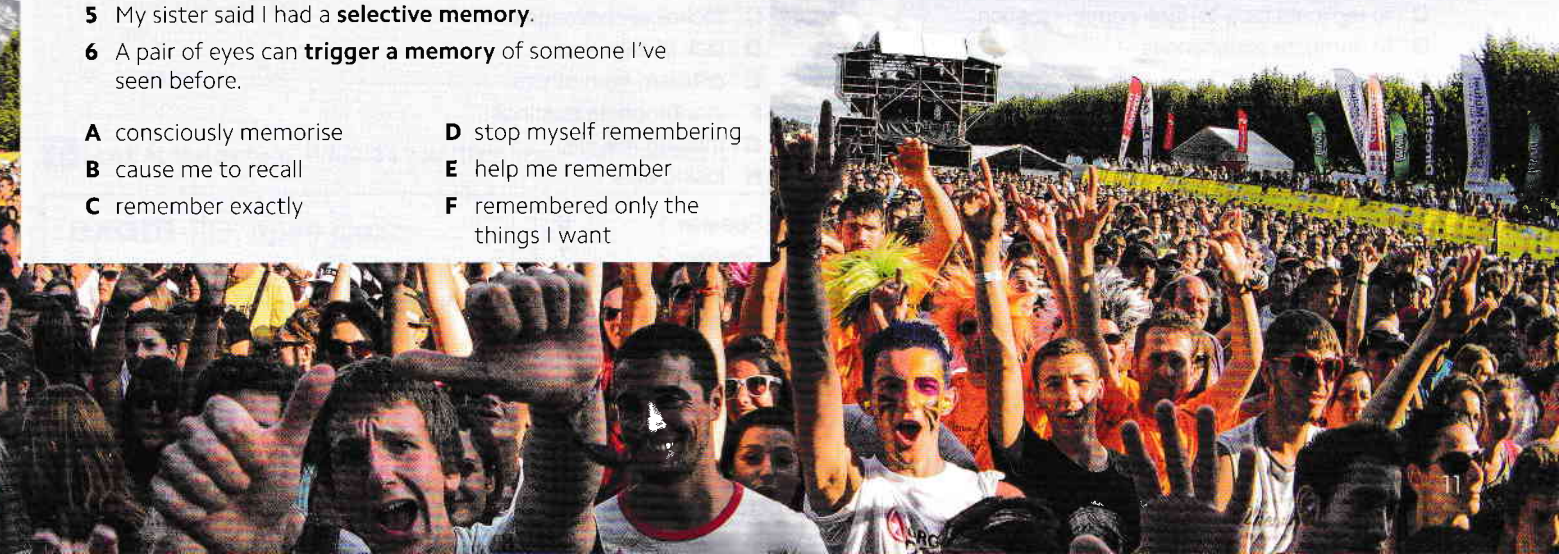 5 My sister said I had a selective memory.
6 A pair of eyes can trigger a memory of someone I've
seen before.
A consciously memorise
B cause me to recall
C remember exactly
D stop myself remembering
E help me remember
F remembered only the
things I want
11